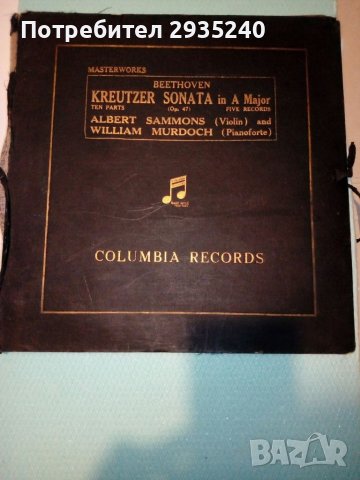 Потребител 2935240
MASTERWORKS
BEETHOVEN
KREUTZER SONATA in A Major
TEN PARTS (Op. 47) FIVE RECORDS
ALBERT SAMMONS (Violin) and
WILLIAM MURDOCH (Pianoforte)
COLUMBIA RECORDS
BAZAR